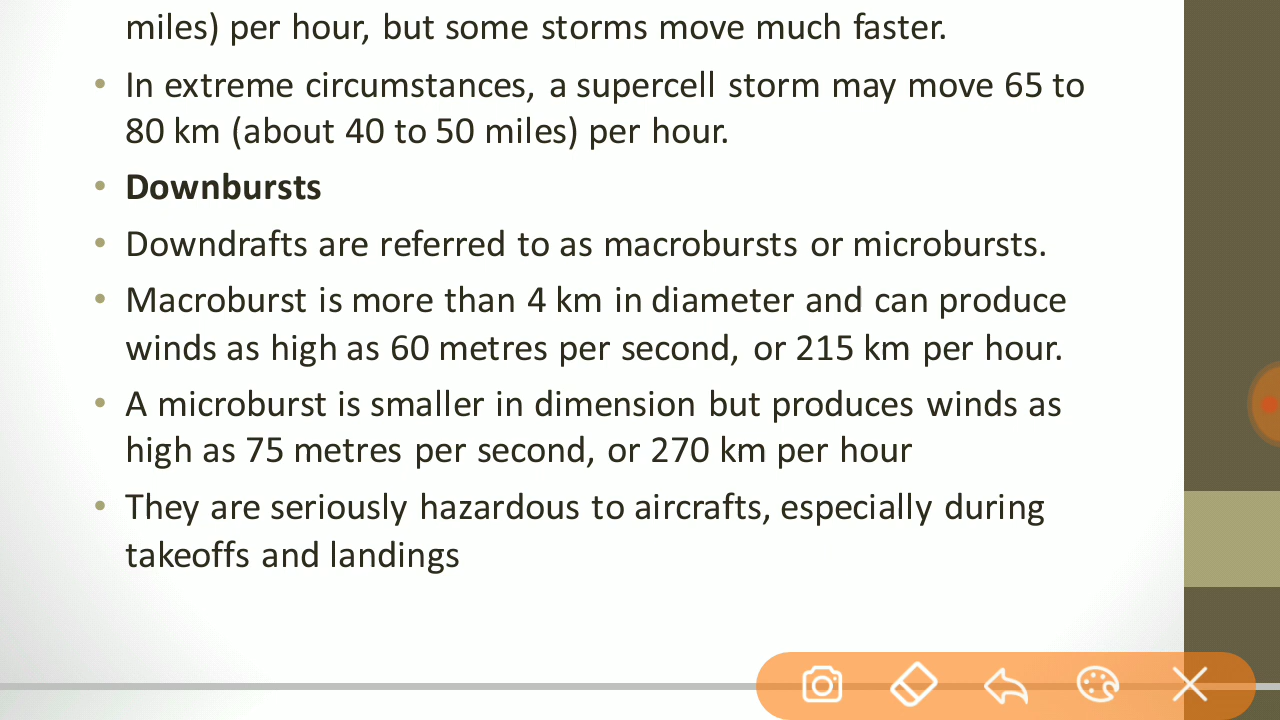 miles) per hour, but some storms move much faster.
• In extreme circumstances, a supercell storm may move 65 to
80 km (about 40 to 50 miles) per hour.
• Downbursts
• Downdrafts are referred to as macrobursts or microbursts.
• Macroburst is more than 4 km in diameter and can produce
winds as high as 60 metres per second, or 215 km per hour.
• A microburst is smaller in dimension but produces winds as
high as 75 metres per second, or 270 km per hour
• They are seriously hazardous to aircrafts, especially during
takeoffs and landings